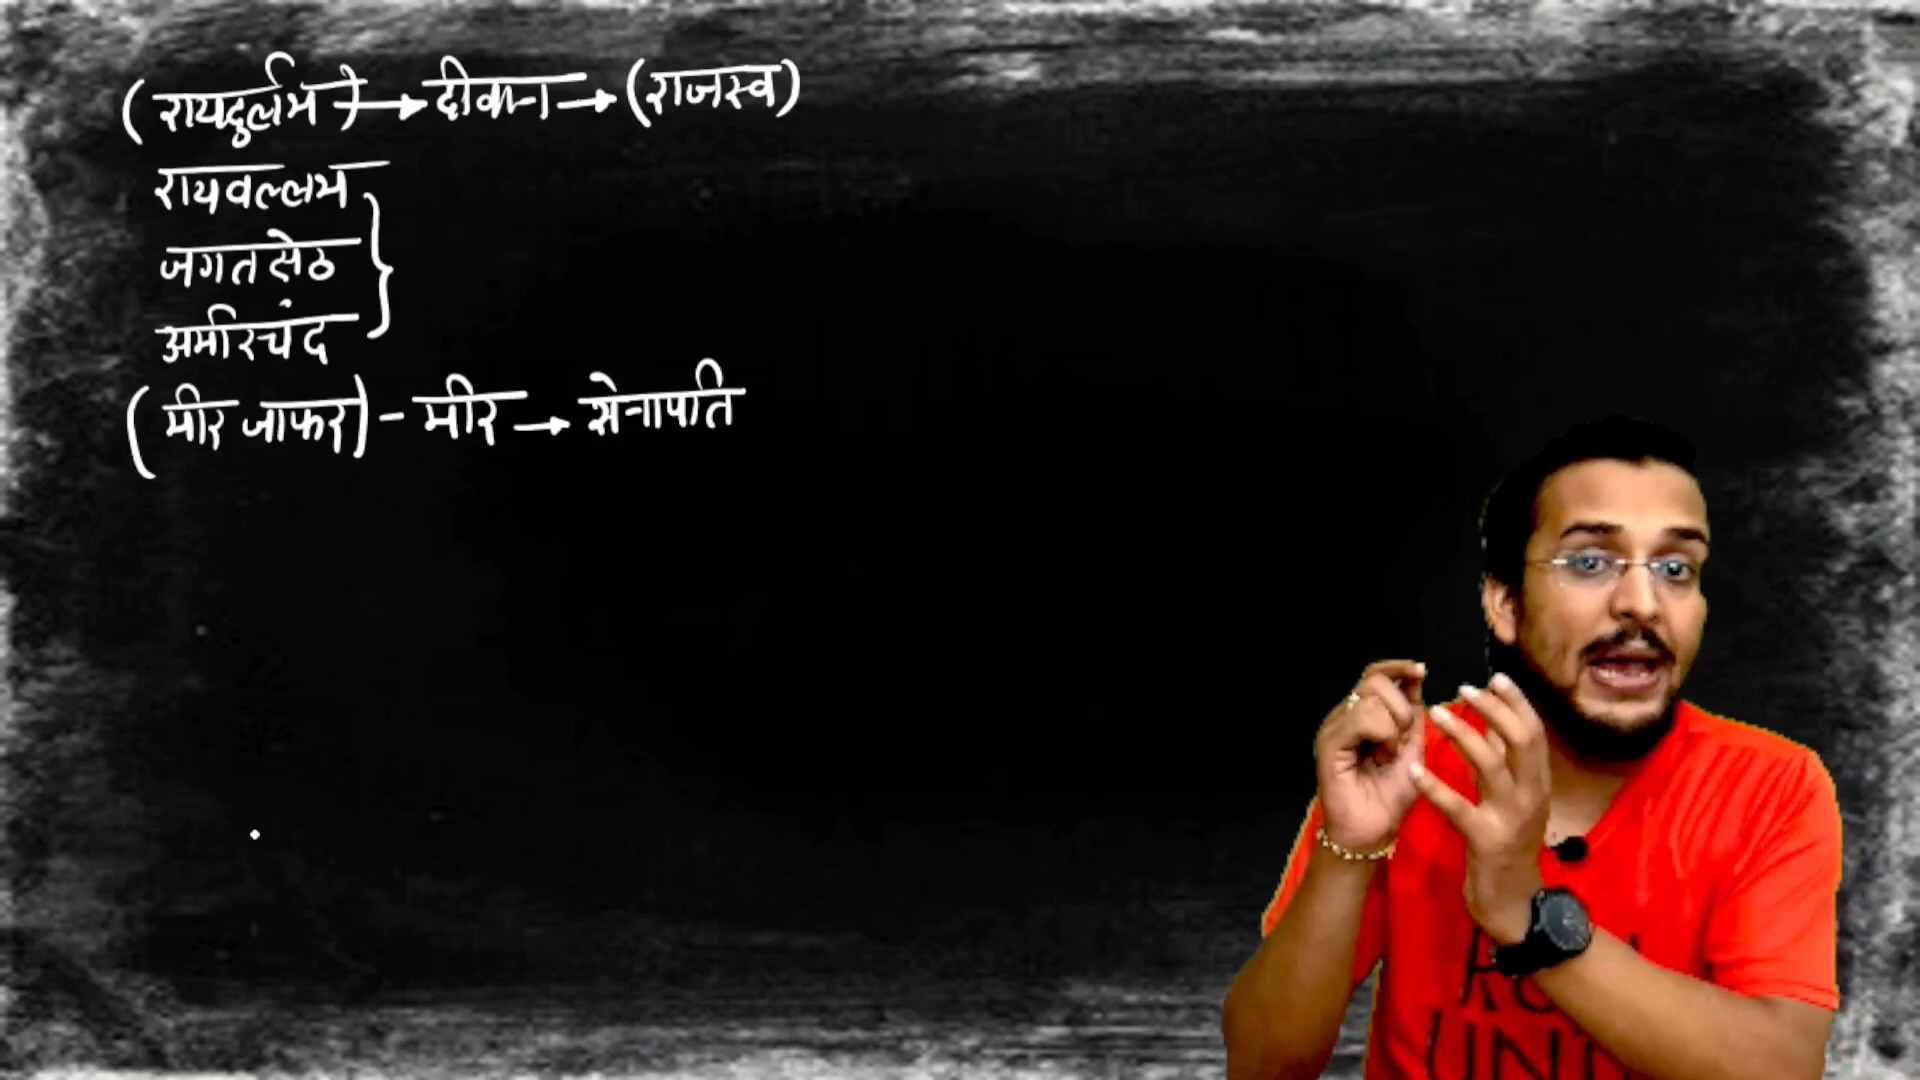 (रायदुर्लभ) → दीवान → (राजस्व)
रायवल्लभ
जगत सेठ
अमीरचंद }
(मीर जाफर) - मीर → सेनापति